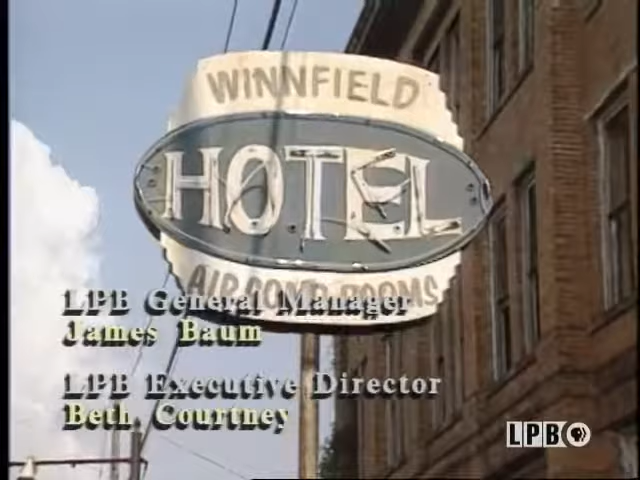 WINNFIELD
HOTEL
AIR COND. ROOMS
LPB General Manager
James Baum
LPB Executive Director
Beth Courtney
LPB